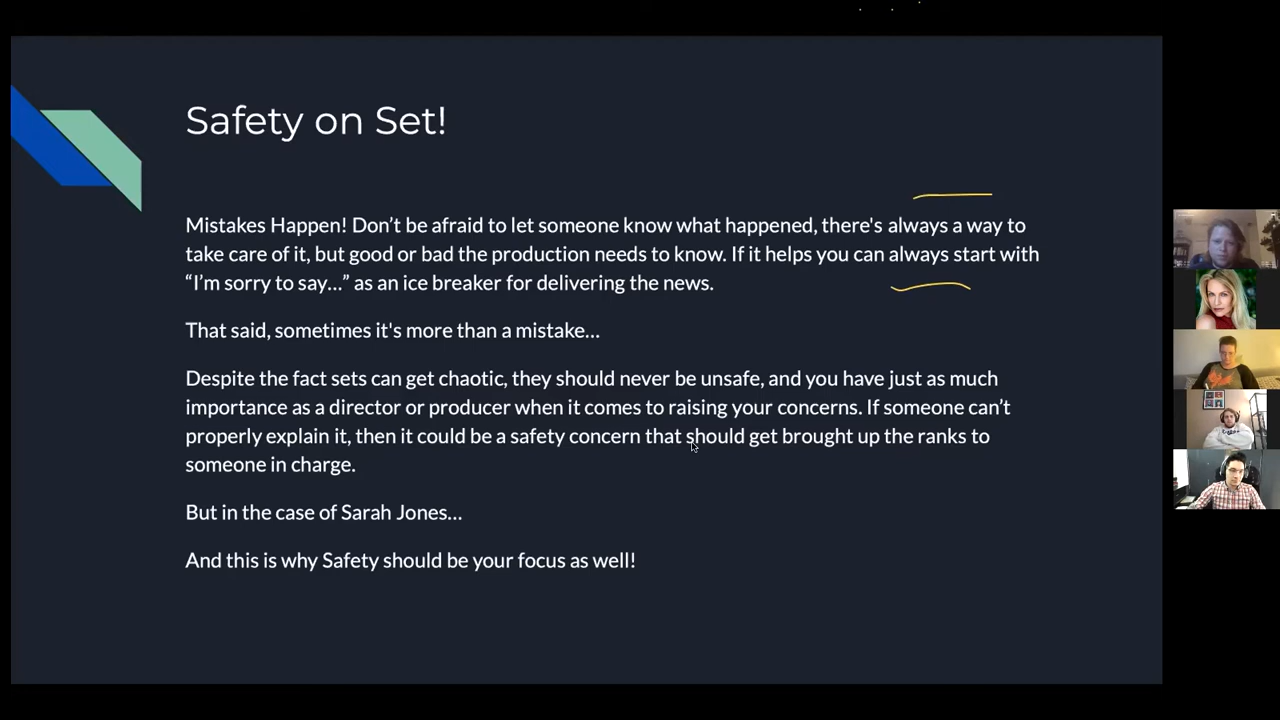 Safety on Set!
Mistakes Happen! Don’t be afraid to let someone know what happened, there's always a way to
take care of it, but good or bad the production needs to know. If it helps you can always start with
“I’m sorry to say...” as an ice breaker for delivering the news.
That said, sometimes it's more than a mistake...
Despite the fact sets can get chaotic, they should never be unsafe, and you have just as much
importance as a director or producer when it comes to raising your concerns. If someone can’t
properly explain it, then it could be a safety concern that should get brought up the ranks to
someone in charge.
But in the case of Sarah Jones...
And this is why Safety should be your focus as well!